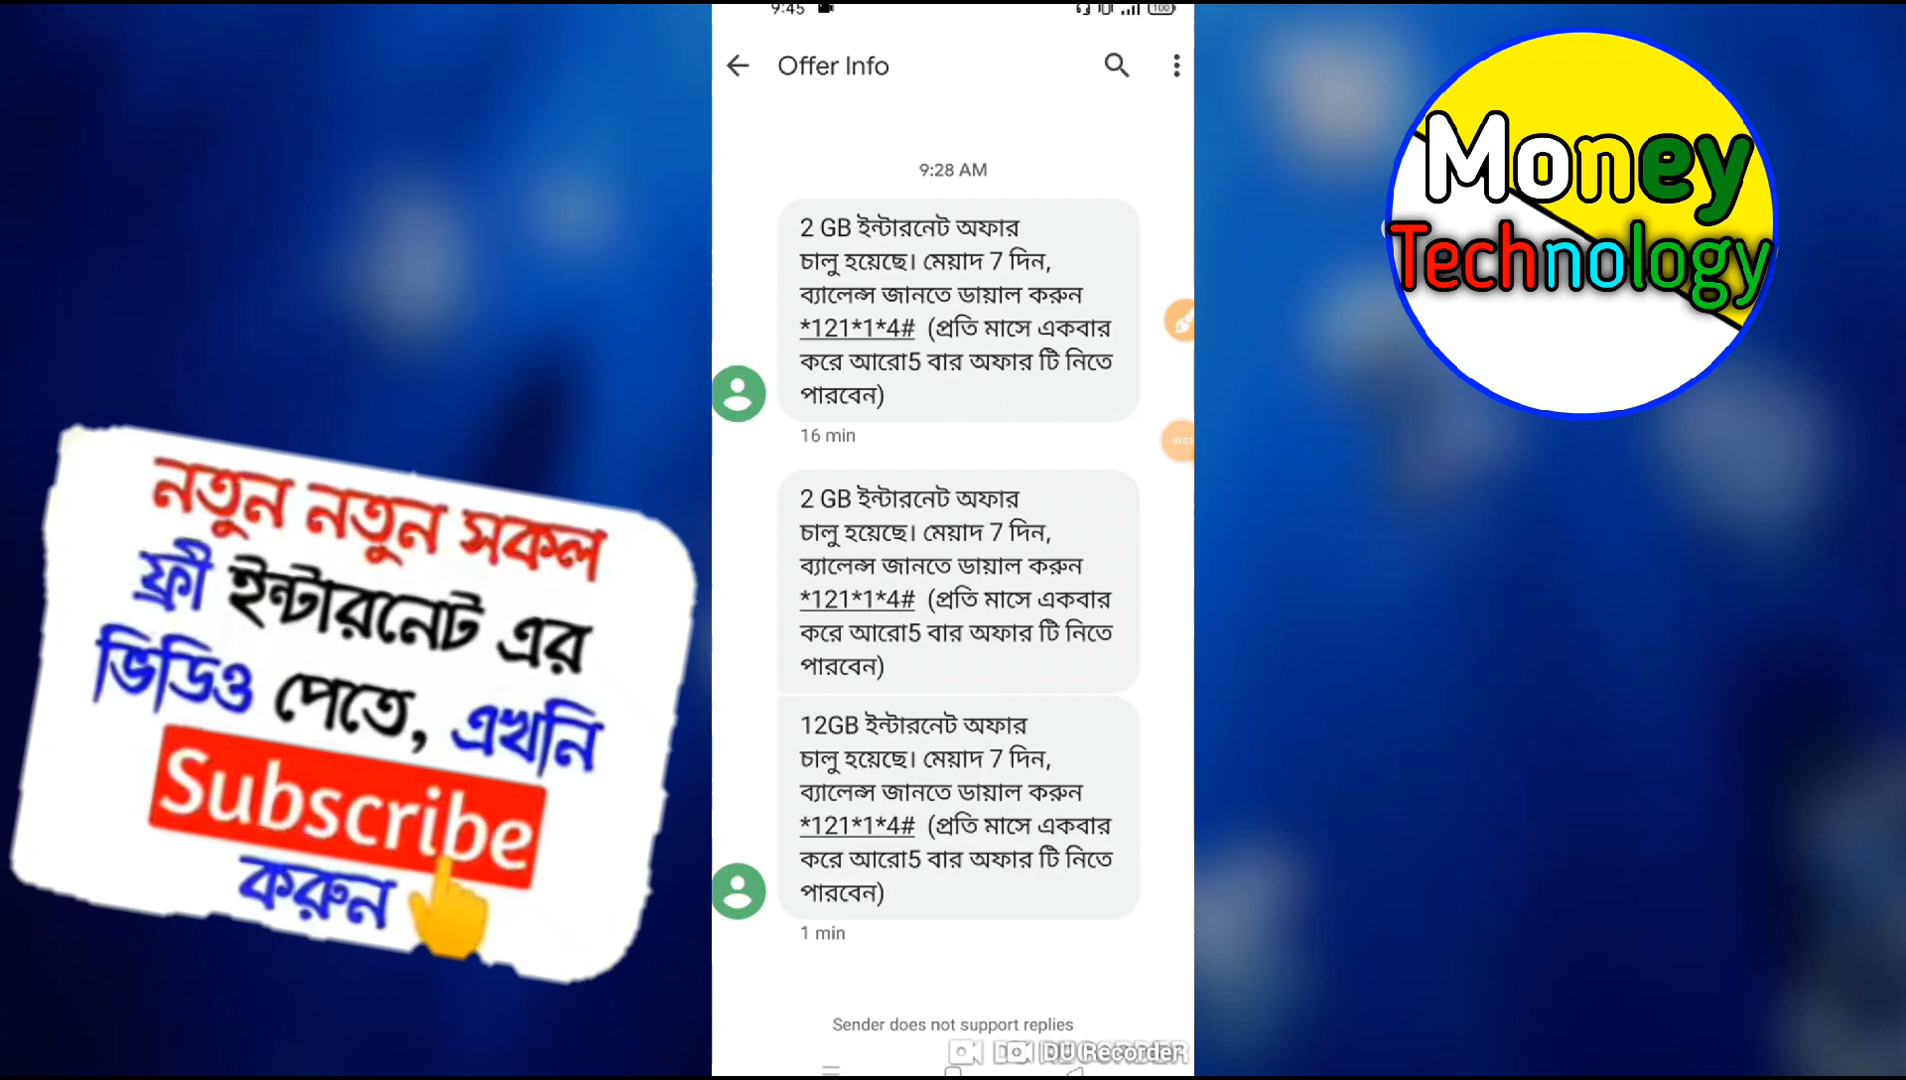 9:45
100
Offer Info
9:28 AM
2 GB ইন্টারনেট অফার
চালু হয়েছে। মেয়াদ 7 দিন,
ব্যালেন্স জানতে ডায়াল করুন
*121*1*4# (প্রতি মাসে একবার
করে আরো5 বার অফার টি নিতে
পারবেন)
16 min
2 GB ইন্টারনেট অফার
চালু হয়েছে। মেয়াদ 7 দিন,
ব্যালেন্স জানতে ডায়াল করুন
*121*1*4# (প্রতি মাসে একবার
করে আরো5 বার অফার টি নিতে
পারবেন)
12GB ইন্টারনেট অফার
চালু হয়েছে। মেয়াদ 7 দিন,
ব্যালেন্স জানতে ডায়াল করুন
*121*1*4# (প্রতি মাসে একবার
করে আরো5 বার অফার টি নিতে
পারবেন)
1 min
Sender does not support replies
DU Recorder
নতুন নতুন সকল
ফ্রী ইন্টারনেট এর
ভিডিও পেতে, এখনি
Subscribe
করুন
Money
Technology